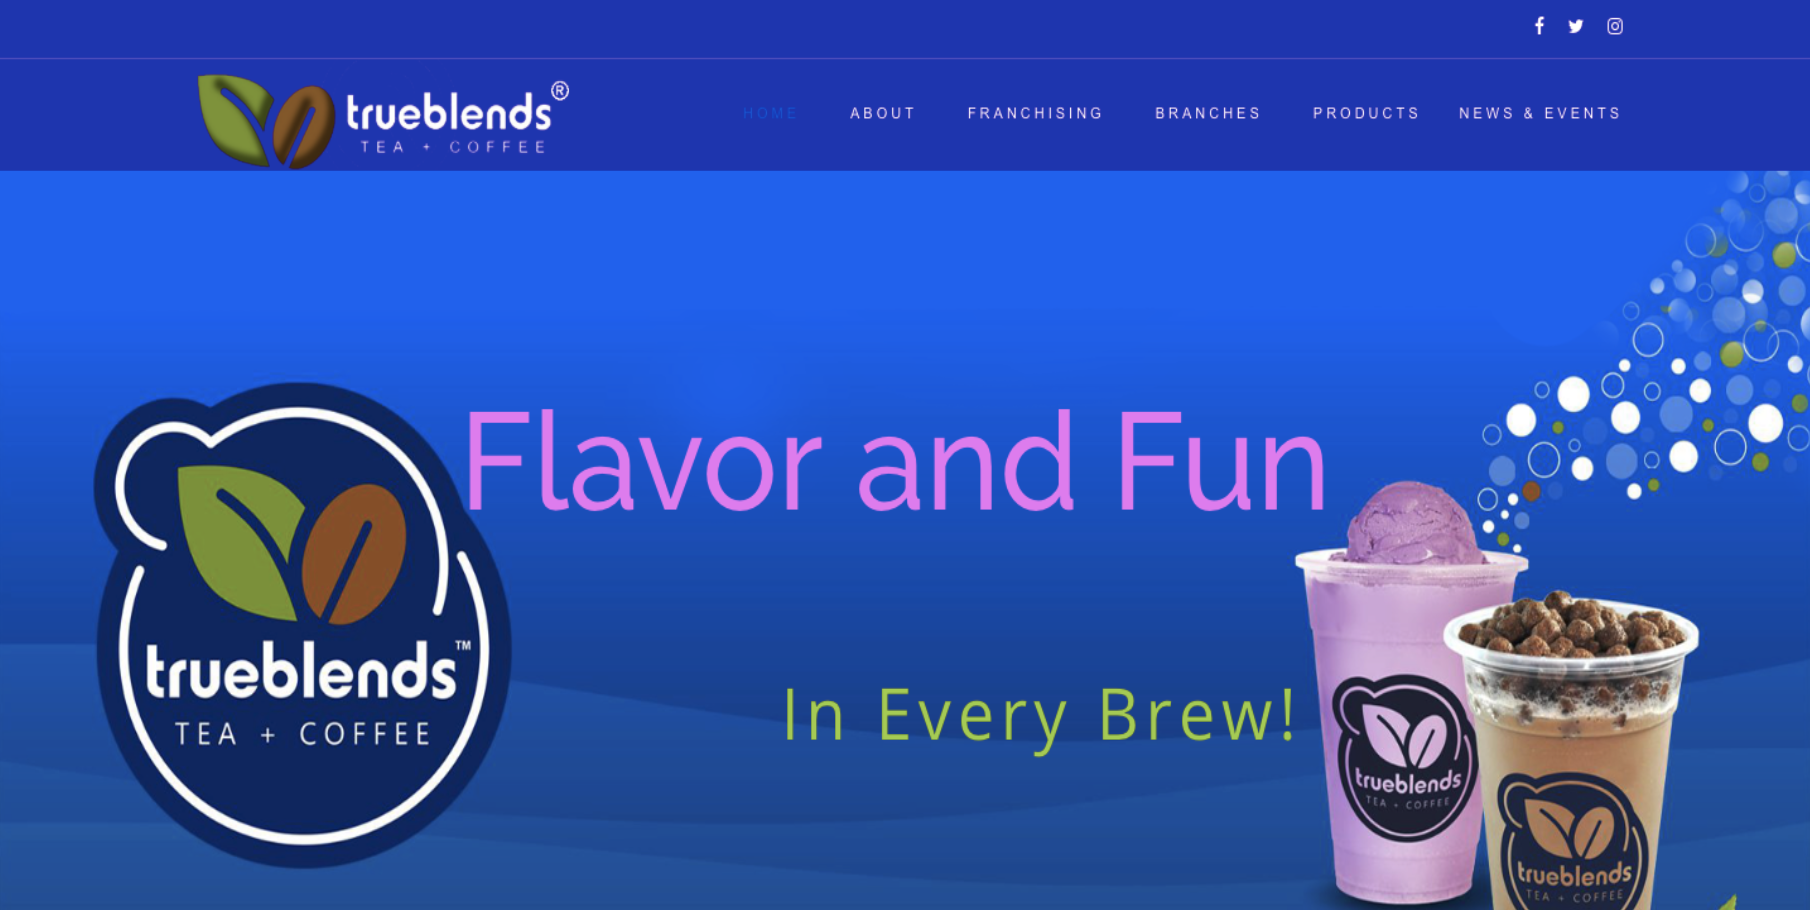 trueblends®
TEA + COFFEE
HOME ABOUT FRANCHISING BRANCHES PRODUCTS NEWS & EVENTS
Flavor and Fun
In Every Brew!
trueblends™
TEA + COFFEE
trueblends
TEA + COFFEE
trueblends
TEA + COFFEE